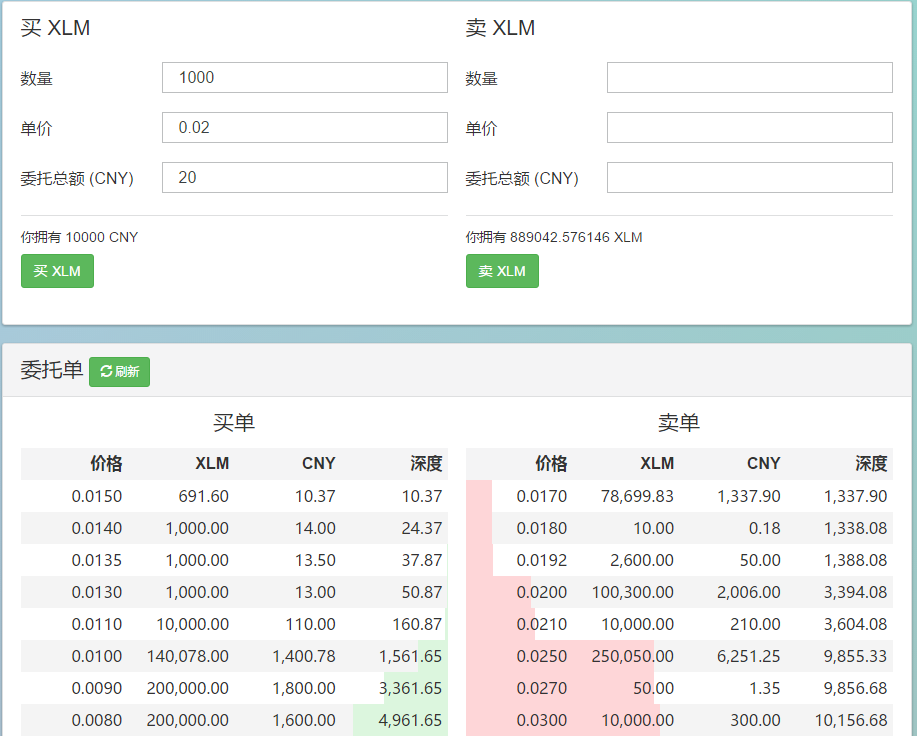 买 XLM 卖 XLM
数量 1000 数量
单价 0.02 单价
委托总额 (CNY) 20 委托总额 (CNY)
你拥有 10000 CNY 你拥有 889042.576146 XLM
买 XLM 卖 XLM
委托单 刷新
买单 卖单
价格 XLM CNY 深度 价格 XLM CNY 深度
0.0150 691.60 10.37 10.37 0.0170 78,699.83 1,337.90 1,337.90
0.0140 1,000.00 14.00 24.37 0.0180 10.00 0.18 1,338.08
0.0135 1,000.00 13.50 37.87 0.0192 2,600.00 50.00 1,388.08
0.0130 1,000.00 13.00 50.87 0.0200 100,300.00 2,006.00 3,394.08
0.0110 10,000.00 110.00 160.87 0.0210 10,000.00 210.00 3,604.08
0.0100 140,078.00 1,400.78 1,561.65 0.0250 250,050.00 6,251.25 9,855.33
0.0090 200,000.00 1,800.00 3,361.65 0.0270 50.00 1.35 9,856.68
0.0080 200,000.00 1,600.00 4,961.65 0.0300 10,000.00 300.00 10,156.68